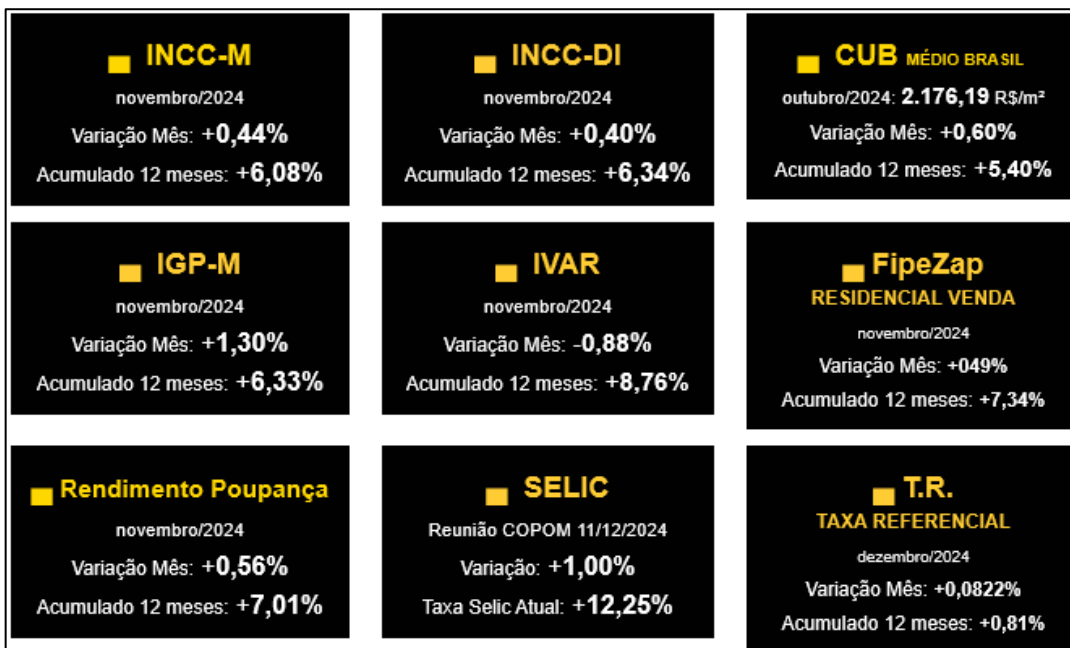 INCC-M
novembro/2024
Variação Mês: +0,44%
Acumulado 12 meses: +6,08%
INCC-DI
novembro/2024
Variação Mês: +0,40%
Acumulado 12 meses: +6,34%
CUB MÉDIO BRASIL
outubro/2024: 2.176,19 R$/m²
Variação Mês: +0,60%
Acumulado 12 meses: +5,40%
IGP-M
novembro/2024
Variação Mês: +1,30%
Acumulado 12 meses: +6,33%
IVAR
novembro/2024
Variação Mês: -0,88%
Acumulado 12 meses: +8,76%
FipeZap
RESIDENCIAL VENDA
novembro/2024
Variação Mês: +049%
Acumulado 12 meses: +7,34%
Rendimento Poupança
novembro/2024
Variação Mês: +0,56%
Acumulado 12 meses: +7,01%
SELIC
Reunião COPOM 11/12/2024
Variação: +1,00%
Taxa Selic Atual: +12,25%
T.R.
TAXA REFERENCIAL
dezembro/2024
Variação Mês: +0,0822%
Acumulado 12 meses: +0,81%